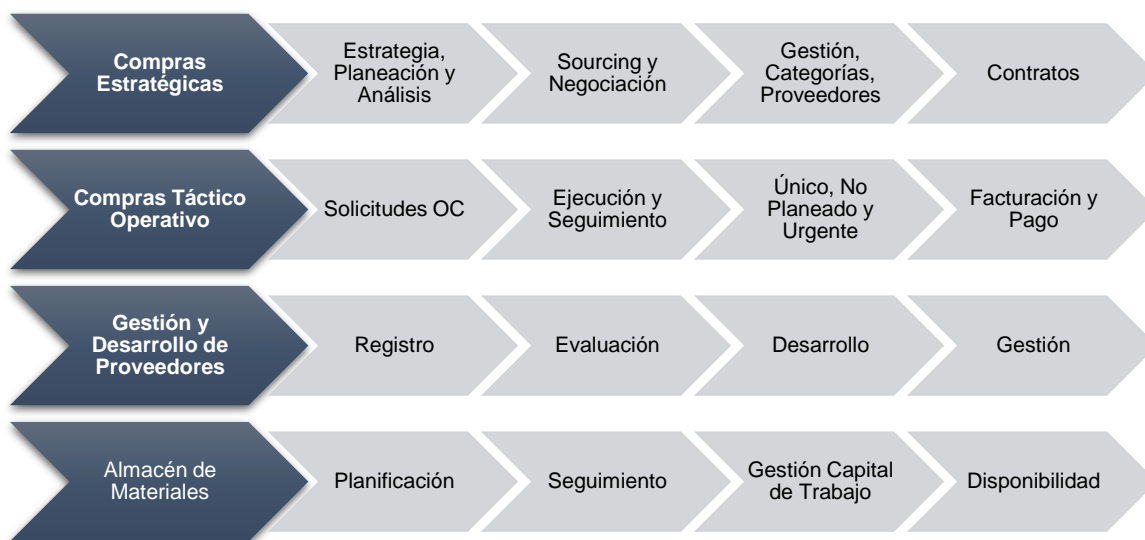 Compras
Estratégicas
Estrategia,
Planeación y
Análisis
Sourcing y
Negociación
Gestión,
Categorías,
Proveedores
Contratos
Compras Táctico
Operativo
Solicitudes OC
Ejecución y
Seguimiento
Único, No
Planeado y
Urgente
Facturación y
Pago
Gestión y
Desarrollo de
Proveedores
Registro
Evaluación
Desarrollo
Gestión
Almacén de
Materiales
Planificación
Seguimiento
Gestión Capital
de Trabajo
Disponibilidad